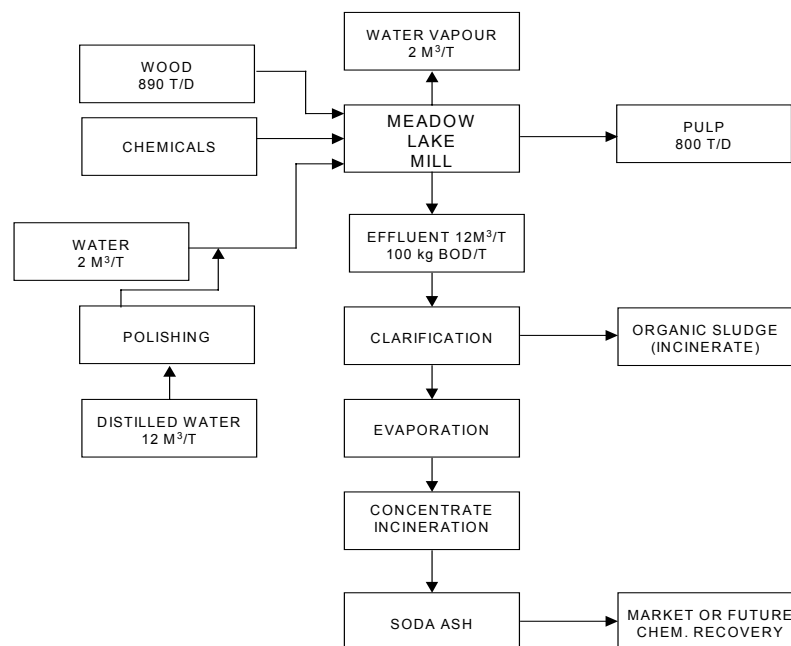 WATER VAPOUR
2 M³/T
WOOD
890 T/D
CHEMICALS
MEADOW
LAKE
MILL
PULP
800 T/D
WATER
2 M³/T
EFFLUENT 12M³/T
100 kg BOD/T
POLISHING
CLARIFICATION
ORGANIC SLUDGE
(INCINERATE)
DISTILLED WATER
12 M³/T
EVAPORATION
CONCENTRATE
INCINERATION
SODA ASH
MARKET OR FUTURE
CHEM. RECOVERY